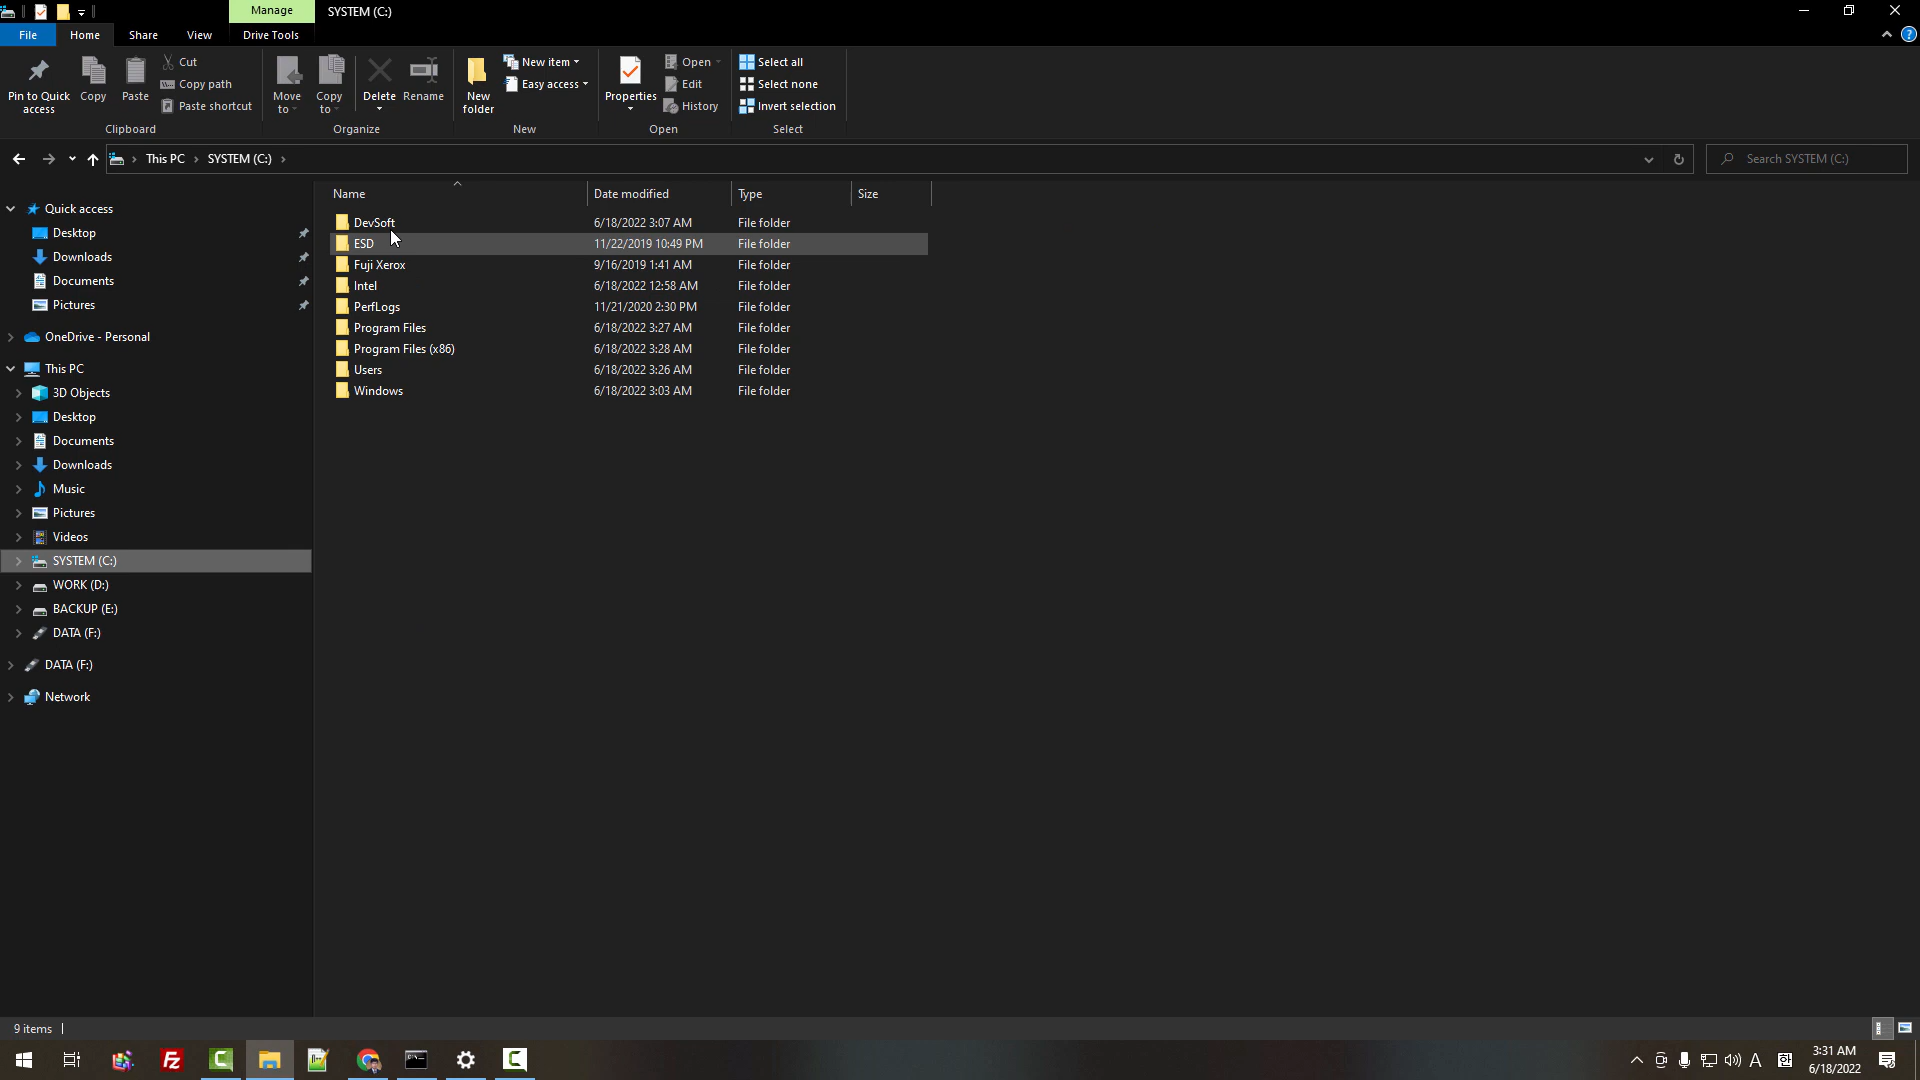 Manage
SYSTEM (C:)
File
Home
Share
View
Drive Tools
Pin to Quick access
Copy
Paste
Cut
Copy path
Paste shortcut
Clipboard
Move to
Copy to
Delete
Rename
Organize
New folder
New item
Easy access
New
Properties
Open
Edit
History
Open
Select all
Select none
Invert selection
Select
This PC
SYSTEM (C:)
Search SYSTEM (C:)
Quick access
Desktop
Downloads
Documents
Pictures
OneDrive - Personal
This PC
3D Objects
Desktop
Documents
Downloads
Music
Pictures
Videos
SYSTEM (C:)
WORK (D:)
BACKUP (E:)
DATA (F:)
DATA (F:)
Network
Name Date modified Type Size
DevSoft 6/18/2022 3:07 AM File folder
ESD 11/22/2019 10:49 PM File folder
Fuji Xerox 9/16/2019 1:41 AM File folder
Intel 6/18/2022 12:58 AM File folder
PerfLogs 11/21/2020 2:30 PM File folder
Program Files 6/18/2022 3:27 AM File folder
Program Files (x86) 6/18/2022 3:28 AM File folder
Users 6/18/2022 3:26 AM File folder
Windows 6/18/2022 3:03 AM File folder
9 items
Fz
A
한
3:31 AM
6/18/2022